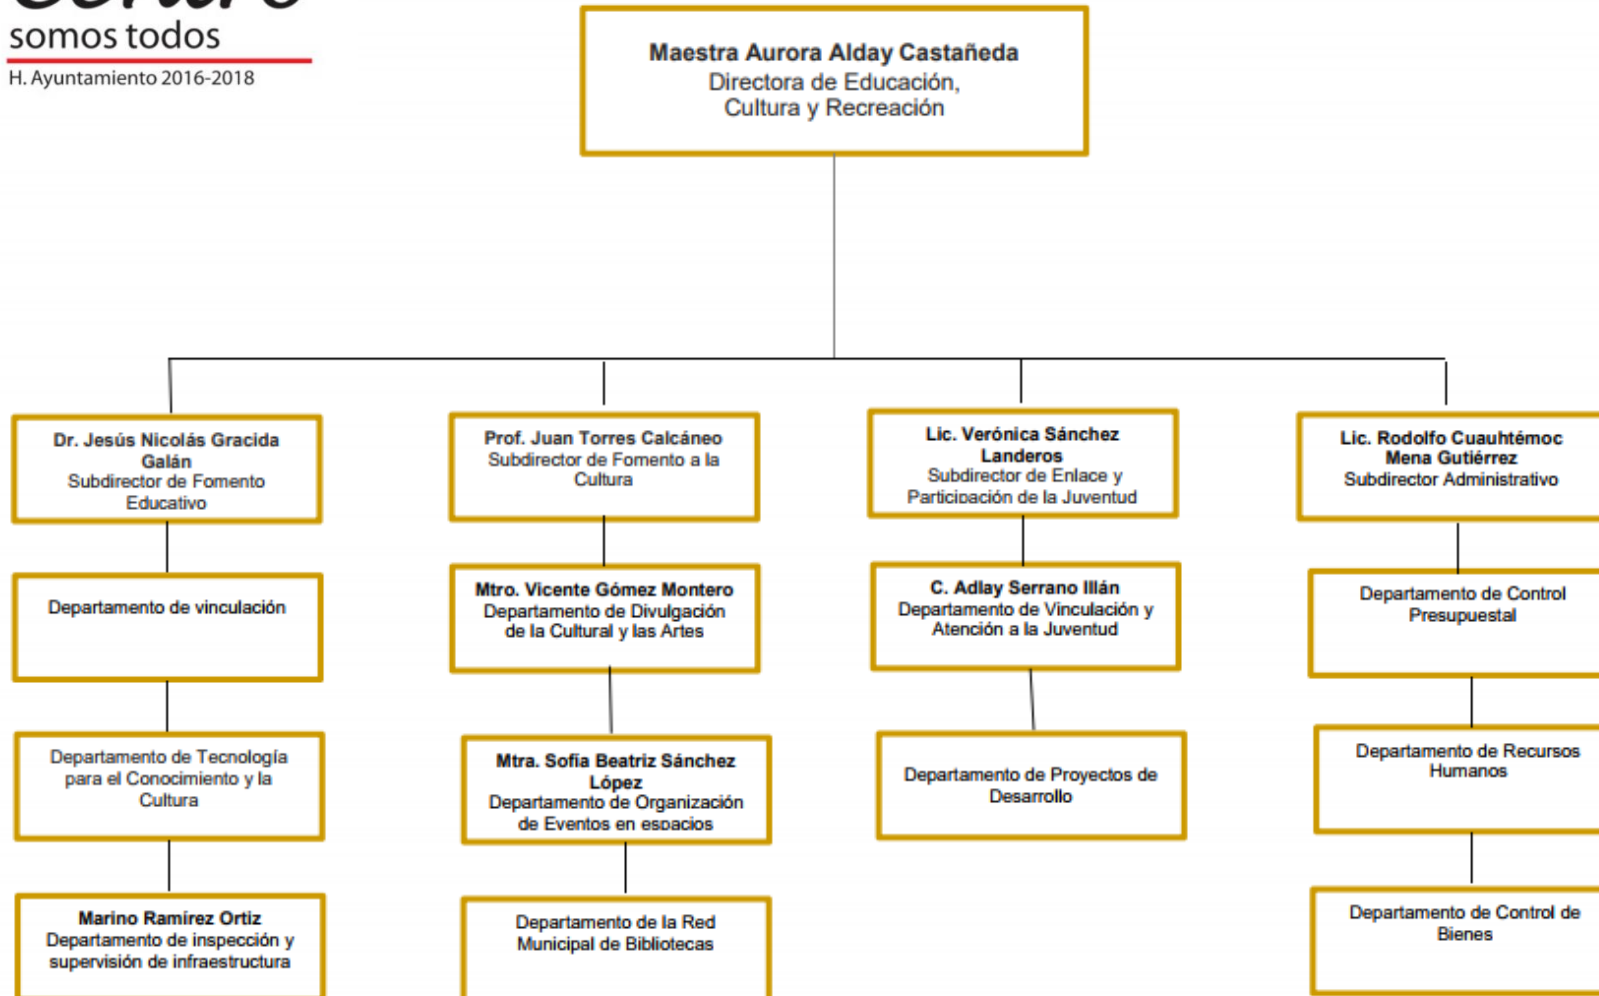 somos todos
H. Ayuntamiento 2016-2018
Maestra Aurora Alday Castañeda
Directora de Educación,
Cultura y Recreación
Dr. Jesús Nicolás Gracida
Galán
Subdirector de Fomento
Educativo
Prof. Juan Torres Calcáneo
Subdirector de Fomento a la
Cultura
Lic. Verónica Sánchez
Landeros
Subdirector de Enlace y
Participación de la Juventud
Lic. Rodolfo Cuauhtémoc
Mena Gutiérrez
Subdirector Administrativo
Departamento de vinculación
Mtro. Vicente Gómez Montero
Departamento de Divulgación
de la Cultural y las Artes
C. Adlay Serrano Illán
Departamento de Vinculación y
Atención a la Juventud
Departamento de Control
Presupuestal
Departamento de Tecnología
para el Conocimiento y la
Cultura
Mtra. Sofía Beatriz Sánchez
López
Departamento de Organización
de Eventos en espacios
Departamento de Proyectos de
Desarrollo
Departamento de Recursos
Humanos
Marino Ramírez Ortiz
Departamento de inspección y
supervisión de infraestructura
Departamento de la Red
Municipal de Bibliotecas
Departamento de Control de
Bienes